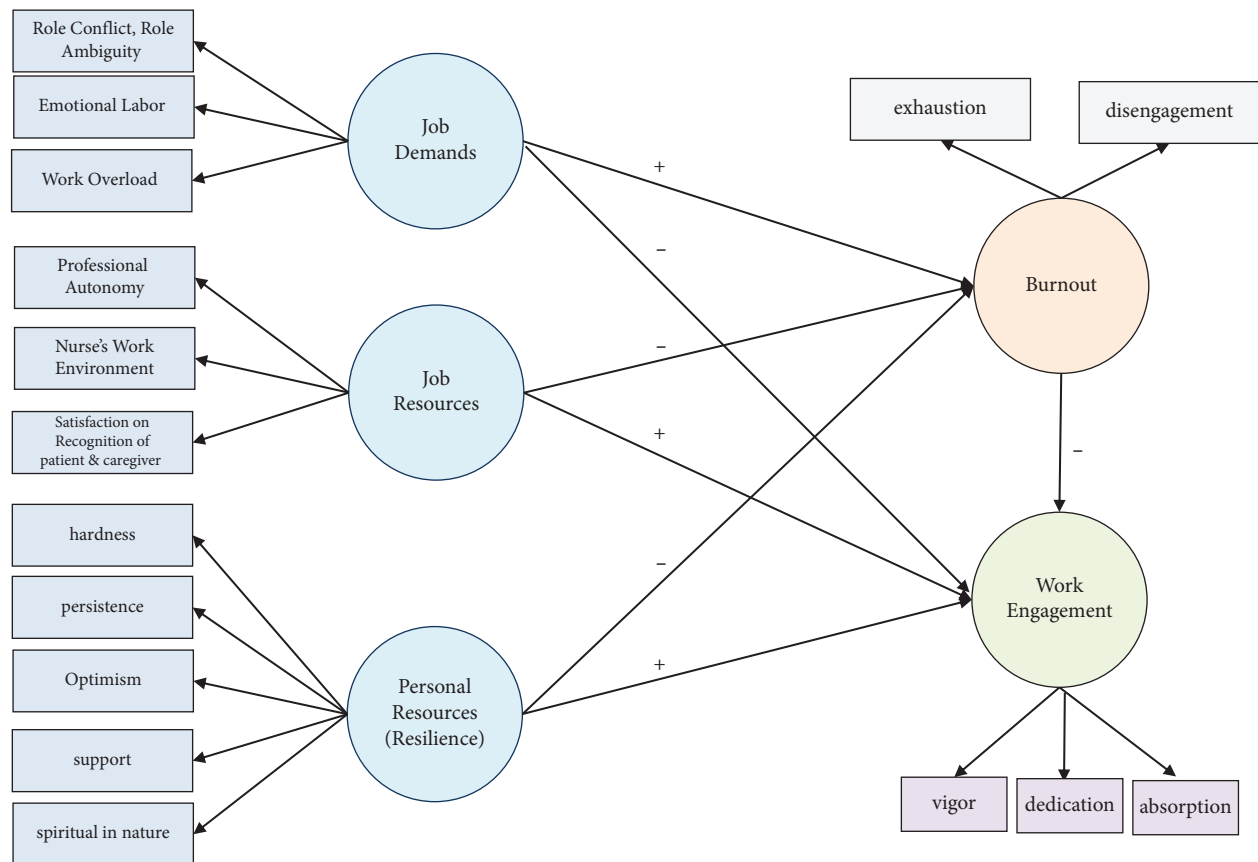 Role Conflict, Role
Ambiguity
Emotional Labor
Work Overload
Professional
Autonomy
Nurse's Work
Environment
Satisfaction on
Recognition of
patient & caregiver
hardness
persistence
Optimism
support
spiritual in nature
Job
Demands
Job
Resources
Personal
Resources
(Resilience)
+
–
–
+
–
+
exhaustion
disengagement
Burnout
–
Work
Engagement
vigor
dedication
absorption